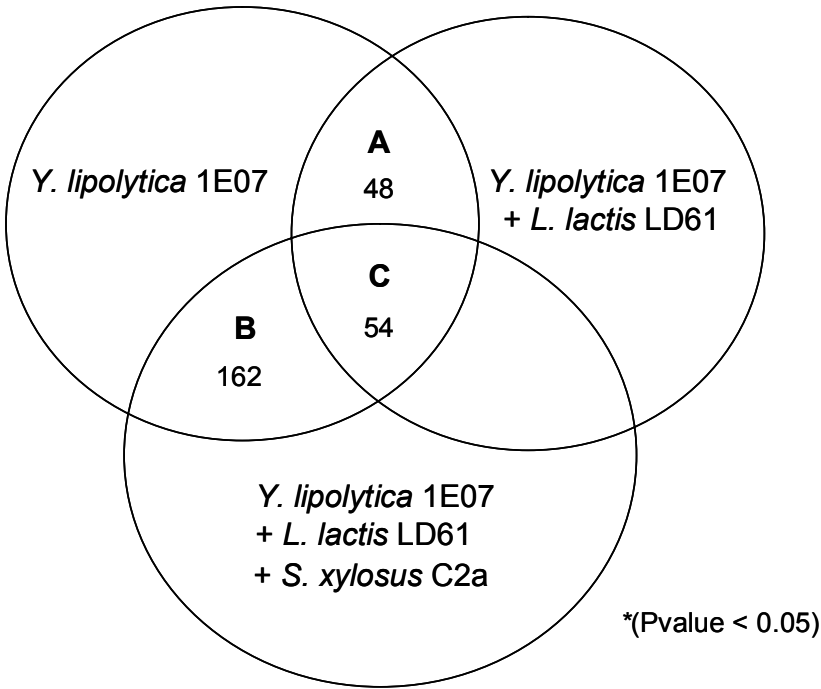 A
48
Y. lipolytica 1E07
Y. lipolytica 1E07
+ L. lactis LD61
C
54
B
162
Y. lipolytica 1E07
+ L. lactis LD61
+ S. xylosus C2a
*(Pvalue < 0.05)